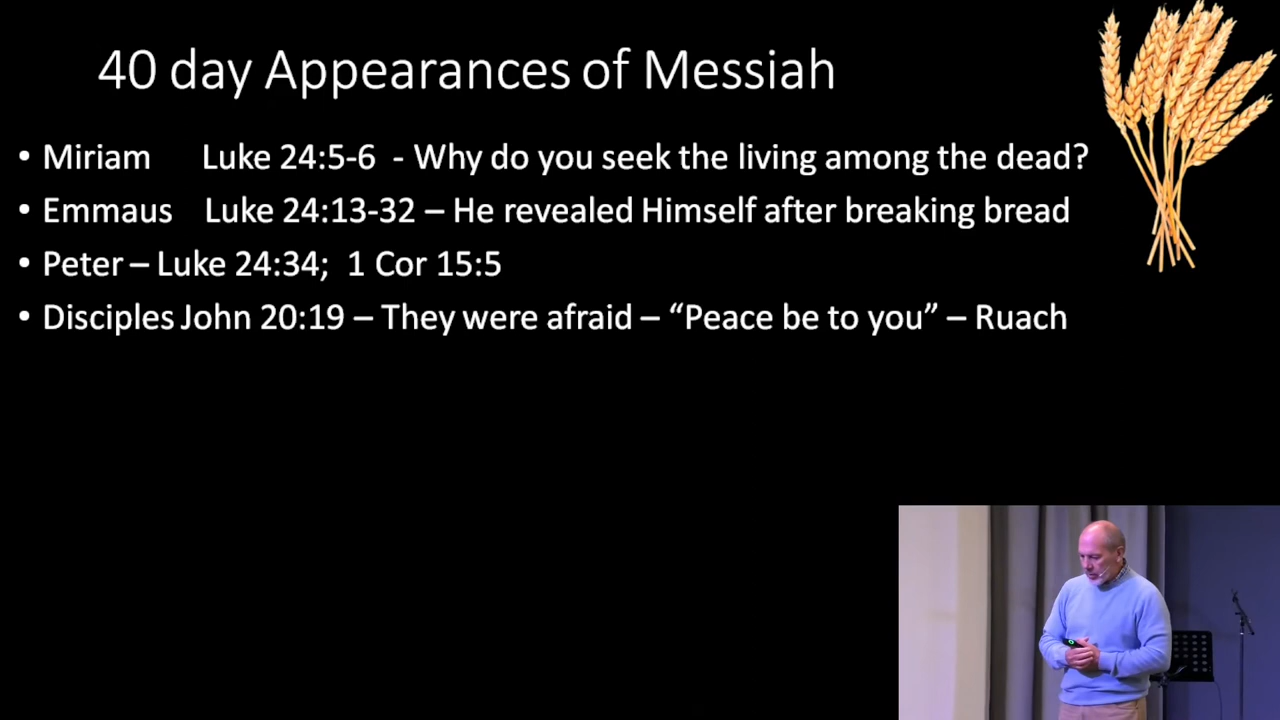 40 day Appearances of Messiah
• Miriam Luke 24:5-6 - Why do you seek the living among the dead?
• Emmaus Luke 24:13-32 – He revealed Himself after breaking bread
• Peter – Luke 24:34; 1 Cor 15:5
• Disciples John 20:19 – They were afraid – “Peace be to you” – Ruach